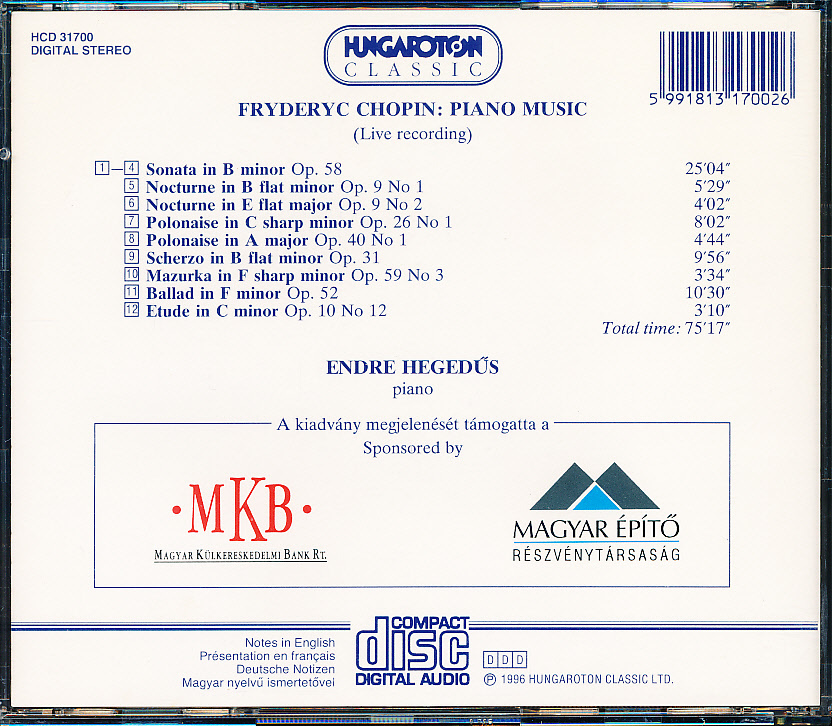 HCD 31700
DIGITAL STEREO
HUNGAROTON
CLASSIC
5 991813 170026
FRYDERYC CHOPIN: PIANO MUSIC
(Live recording)
1–4 Sonata in B minor Op. 58 25′04″
5 Nocturne in B flat minor Op. 9 No 1 5′29″
6 Nocturne in E flat major Op. 9 No 2 4′02″
7 Polonaise in C sharp minor Op. 26 No 1 8′02″
8 Polonaise in A major Op. 40 No 1 4′44″
9 Scherzo in B flat minor Op. 31 9′56″
10 Mazurka in F sharp minor Op. 59 No 3 3′34″
11 Ballad in F minor Op. 52 10′30″
12 Etude in C minor Op. 10 No 12 3′10″
Total time: 75′17″
ENDRE HEGEDŰS
piano
A kiadvány megjelenését támogatta a
Sponsored by
·MKB·
MAGYAR KÜLKERESKEDELMI BANK RT.
MAGYAR ÉPÍTŐ
RÉSZVÉNYTÁRSASÁG
Notes in English
Présentation en français
Deutsche Notizen
Magyar nyelvű ismertetővel
COMPACT
disc
DIGITAL AUDIO
DDD
Ⓟ 1996 HUNGAROTON CLASSIC LTD.